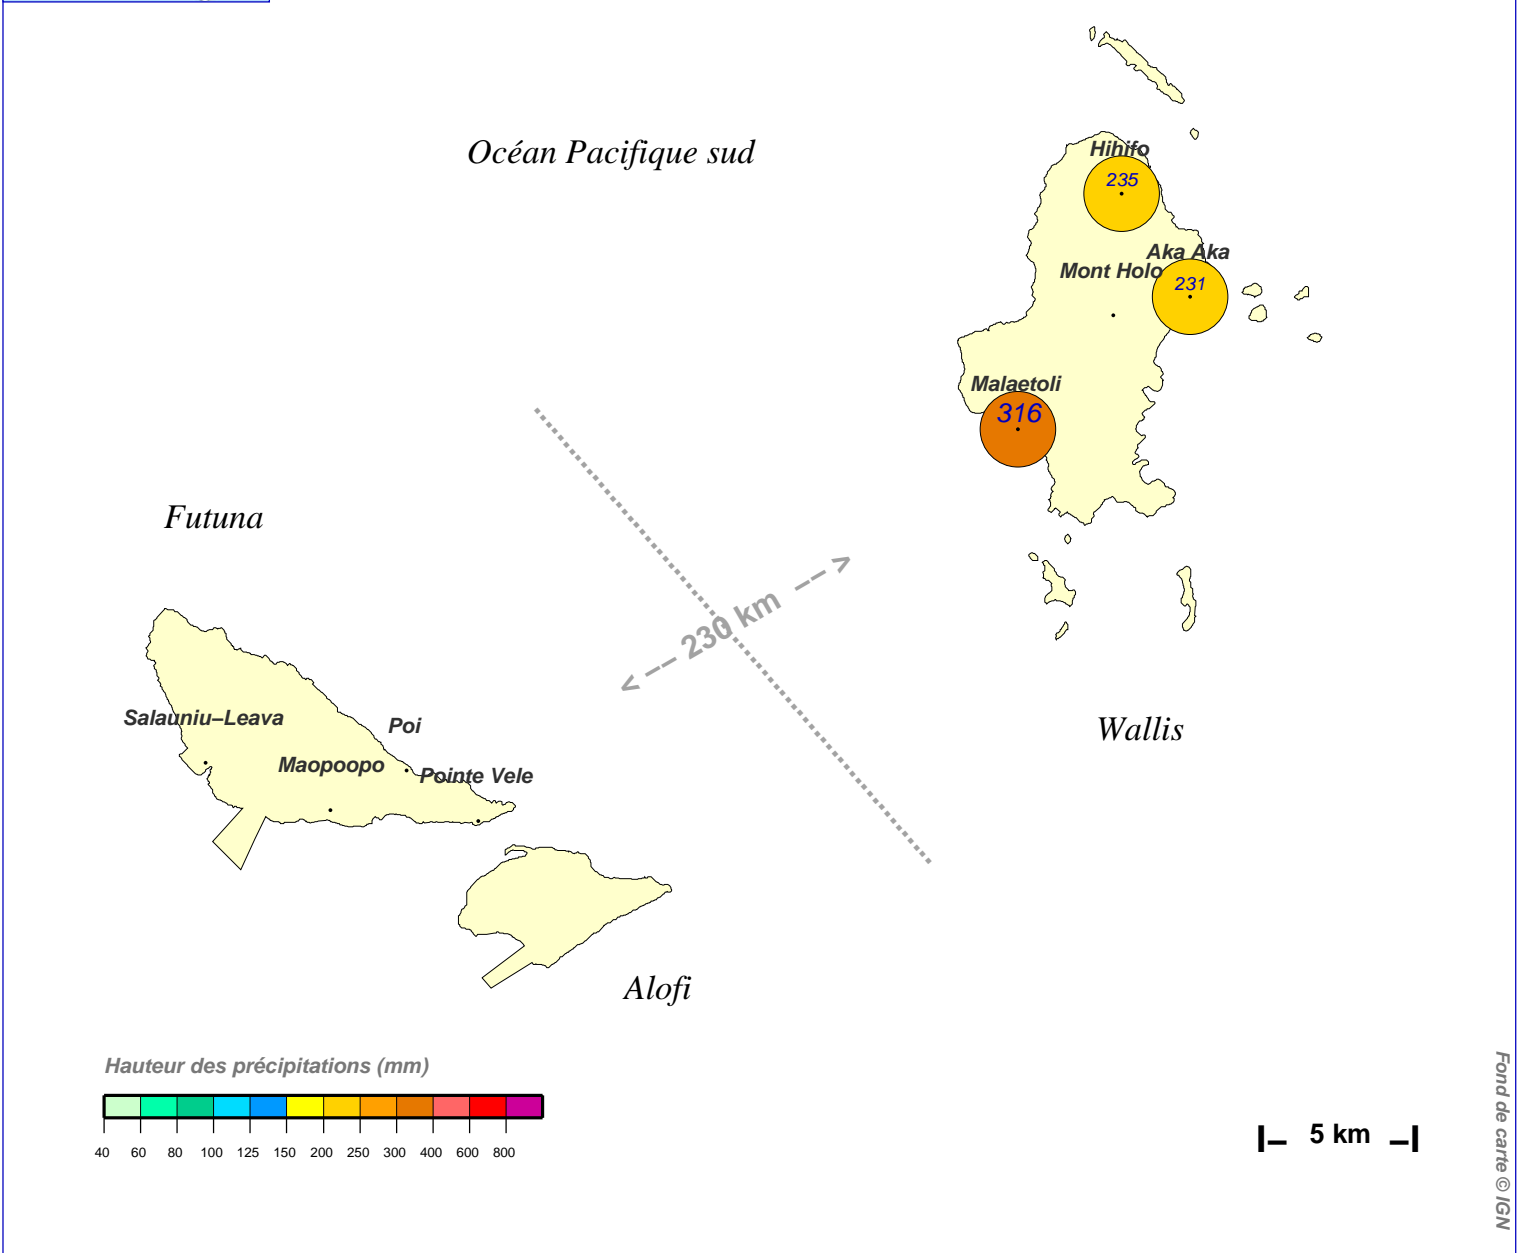 Océan Pacifique sud
Hihifo
235
Aka Aka
Mont Holo
231
Malaetoli
316
Futuna
230 km
Salauniu–Leava
Poi
Maopoopo
Pointe Vele
Wallis
Alofi
Hauteur des précipitations (mm)
40 60 80 100 125 150 200 250 300 400 600 800
5 km
Fond de carte © IGN